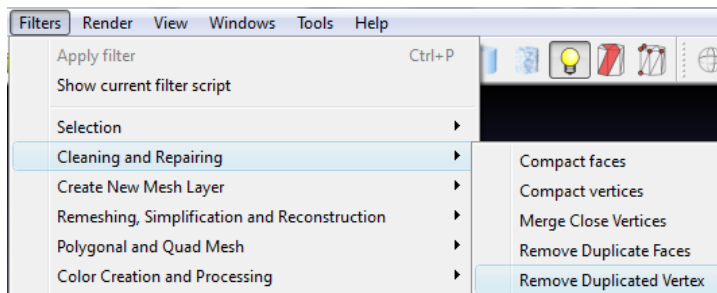 Filters Render View Windows Tools Help
Apply filter Ctrl+P
Show current filter script
Selection
Cleaning and Repairing
Create New Mesh Layer
Remeshing, Simplification and Reconstruction
Polygonal and Quad Mesh
Color Creation and Processing
Compact faces
Compact vertices
Merge Close Vertices
Remove Duplicate Faces
Remove Duplicated Vertex